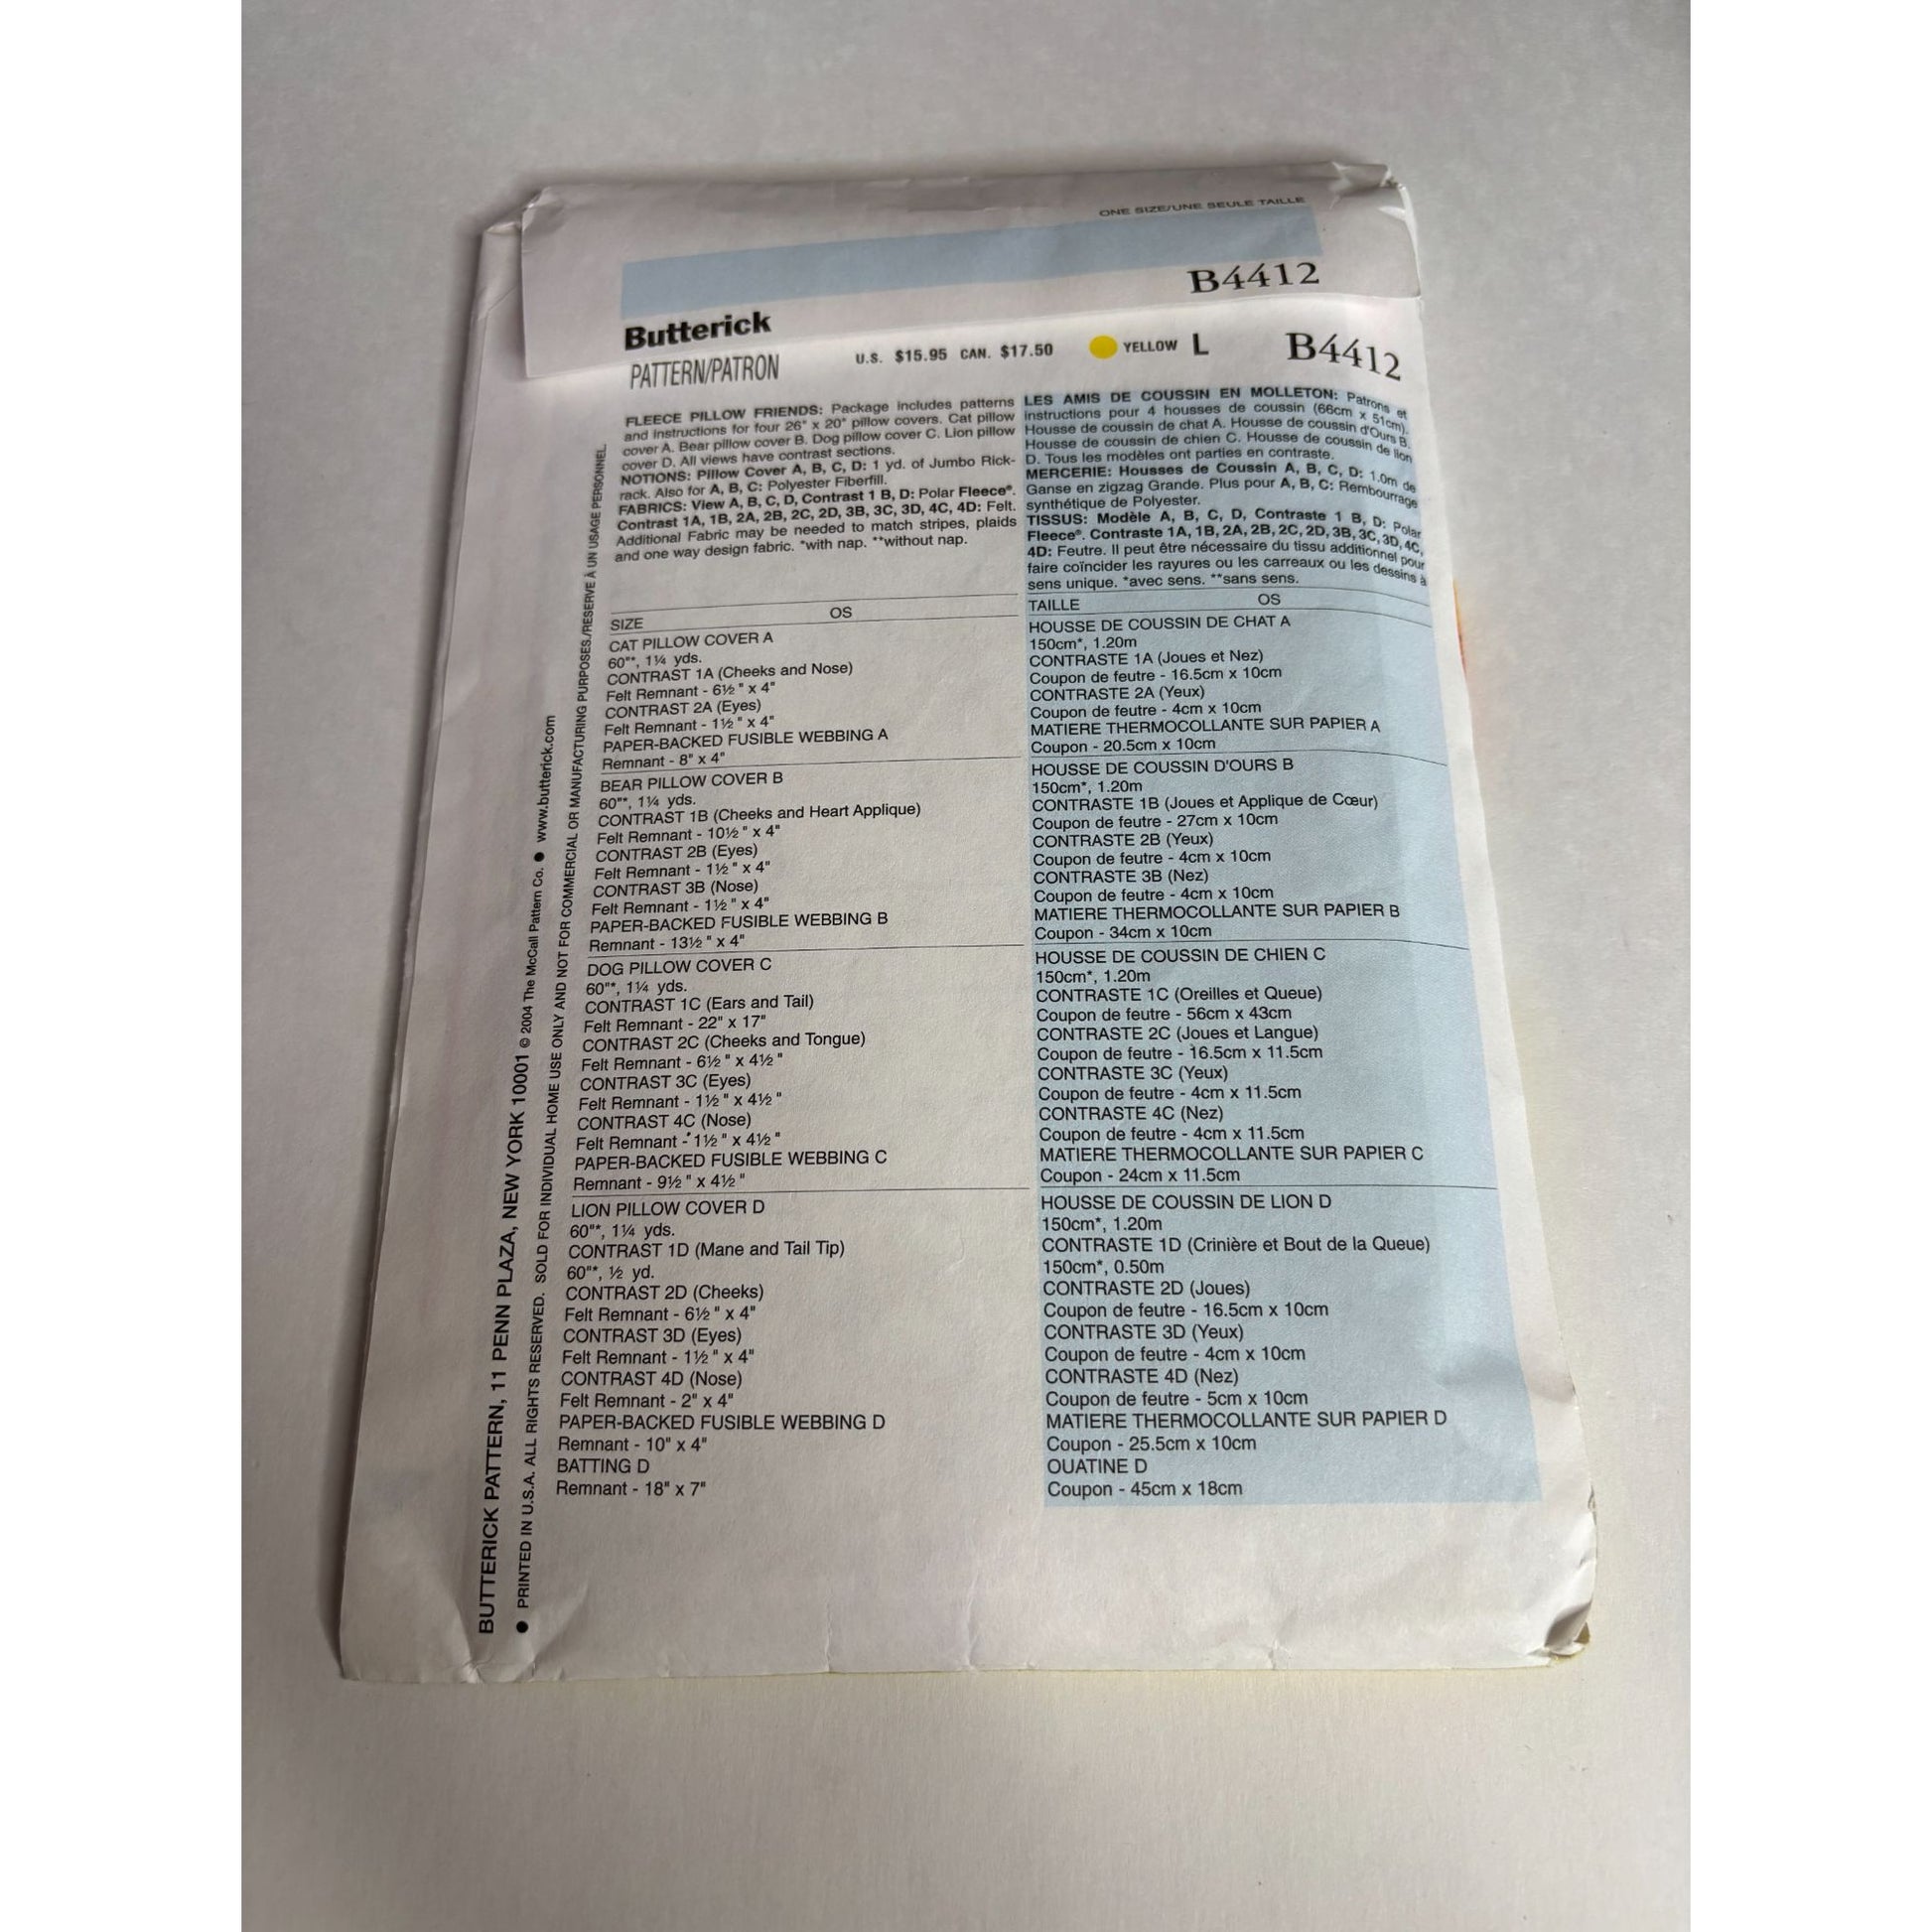 ONE SIZE/UNE SEULE TAILLE
B4412
Butterick
PATTERN/PATRON
U.S. $15.95 CAN. $17.50
YELLOW L
B4412
FLEECE PILLOW FRIENDS: Package includes patterns
and instructions for four 26" x 20" pillow covers. Cat pillow
cover A. Bear pillow cover B. Dog pillow cover C. Lion pillow
cover D. All views have contrast sections.
NOTIONS: Pillow Cover A, B, C, D: 1 yd. of Jumbo Rick-
rack. Also for A, B, C: Polyester Fiberfill.
FABRICS: View A, B, C, D, Contrast 1 B, D: Polar Fleece®.
Contrast 1A, 1B, 2A, 2B, 2C, 2D, 3B, 3C, 3D, 4C, 4D: Felt.
Additional Fabric may be needed to match stripes, plaids
and one way design fabric. *with nap. **without nap.
SIZE OS
CAT PILLOW COVER A
60"*, 1¼ yds.
CONTRAST 1A (Cheeks and Nose)
Felt Remnant - 6½ " x 4"
CONTRAST 2A (Eyes)
Felt Remnant - 1½ " x 4"
PAPER-BACKED FUSIBLE WEBBING A
Remnant - 8" x 4"
BEAR PILLOW COVER B
60"*, 1¼ yds.
CONTRAST 1B (Cheeks and Heart Applique)
Felt Remnant - 10½ " x 4"
CONTRAST 2B (Eyes)
Felt Remnant - 1½ " x 4"
CONTRAST 3B (Nose)
Felt Remnant - 1½ " x 4"
PAPER-BACKED FUSIBLE WEBBING B
Remnant - 13½ " x 4"
DOG PILLOW COVER C
60"*, 1¼ yds.
CONTRAST 1C (Ears and Tail)
Felt Remnant - 22" x 17"
CONTRAST 2C (Cheeks and Tongue)
Felt Remnant - 6½ " x 4½ "
CONTRAST 3C (Eyes)
Felt Remnant - 1½ " x 4½ "
CONTRAST 4C (Nose)
Felt Remnant - 1½ " x 4½ "
PAPER-BACKED FUSIBLE WEBBING C
Remnant - 9½ " x 4½ "
LION PILLOW COVER D
60"*, 1¼ yds.
CONTRAST 1D (Mane and Tail Tip)
60"*, ½ yd.
CONTRAST 2D (Cheeks)
Felt Remnant - 6½ " x 4"
CONTRAST 3D (Eyes)
Felt Remnant - 1½ " x 4"
CONTRAST 4D (Nose)
Felt Remnant - 2" x 4"
PAPER-BACKED FUSIBLE WEBBING D
Remnant - 10" x 4"
BATTING D
Remnant - 18" x 7"
LES AMIS DE COUSSIN EN MOLLETON: Patrons et
instructions pour 4 housses de coussin (66cm x 51cm).
Housse de coussin de chat A. Housse de coussin d'Ours B.
Housse de coussin de chien C. Housse de coussin de lion
D. Tous les modèles ont parties en contraste.
MERCERIE: Housses de Coussin A, B, C, D: 1.0m de
Ganse en zigzag Grande. Plus pour A, B, C: Rembourrage
synthétique de Polyester.
TISSUS: Modèle A, B, C, D, Contraste 1 B, D: Polar
Fleece®. Contraste 1A, 1B, 2A, 2B, 2C, 2D, 3B, 3C, 3D, 4C,
4D: Feutre. Il peut être nécessaire du tissu additionnel pour
faire coïncider les rayures ou les carreaux ou les dessins à
sens unique. *avec sens. **sans sens.
TAILLE OS
HOUSSE DE COUSSIN DE CHAT A
150cm*, 1.20m
CONTRASTE 1A (Joues et Nez)
Coupon de feutre - 16.5cm x 10cm
CONTRASTE 2A (Yeux)
Coupon de feutre - 4cm x 10cm
MATIERE THERMOCOLLANTE SUR PAPIER A
Coupon - 20.5cm x 10cm
HOUSSE DE COUSSIN D'OURS B
150cm*, 1.20m
CONTRASTE 1B (Joues et Applique de Cœur)
Coupon de feutre - 27cm x 10cm
CONTRASTE 2B (Yeux)
Coupon de feutre - 4cm x 10cm
CONTRASTE 3B (Nez)
Coupon de feutre - 4cm x 10cm
MATIERE THERMOCOLLANTE SUR PAPIER B
Coupon - 34cm x 10cm
HOUSSE DE COUSSIN DE CHIEN C
150cm*, 1.20m
CONTRASTE 1C (Oreilles et Queue)
Coupon de feutre - 56cm x 43cm
CONTRASTE 2C (Joues et Langue)
Coupon de feutre - 16.5cm x 11.5cm
CONTRASTE 3C (Yeux)
Coupon de feutre - 4cm x 11.5cm
CONTRASTE 4C (Nez)
Coupon de feutre - 4cm x 11.5cm
MATIERE THERMOCOLLANTE SUR PAPIER C
Coupon - 24cm x 11.5cm
HOUSSE DE COUSSIN DE LION D
150cm*, 1.20m
CONTRASTE 1D (Crinière et Bout de la Queue)
150cm*, 0.50m
CONTRASTE 2D (Joues)
Coupon de feutre - 16.5cm x 10cm
CONTRASTE 3D (Yeux)
Coupon de feutre - 4cm x 10cm
CONTRASTE 4D (Nez)
Coupon de feutre - 5cm x 10cm
MATIERE THERMOCOLLANTE SUR PAPIER D
Coupon - 25.5cm x 10cm
OUATINE D
Coupon - 45cm x 18cm
BUTTERICK PATTERN, 11 PENN PLAZA, NEW YORK 10001 © 2004 The McCall Pattern Co. ● www.butterick.com
● PRINTED IN U.S.A. ALL RIGHTS RESERVED. SOLD FOR INDIVIDUAL HOME USE ONLY AND NOT FOR COMMERCIAL OR MANUFACTURING PURPOSES./RESERVE À UN USAGE PERSONNEL